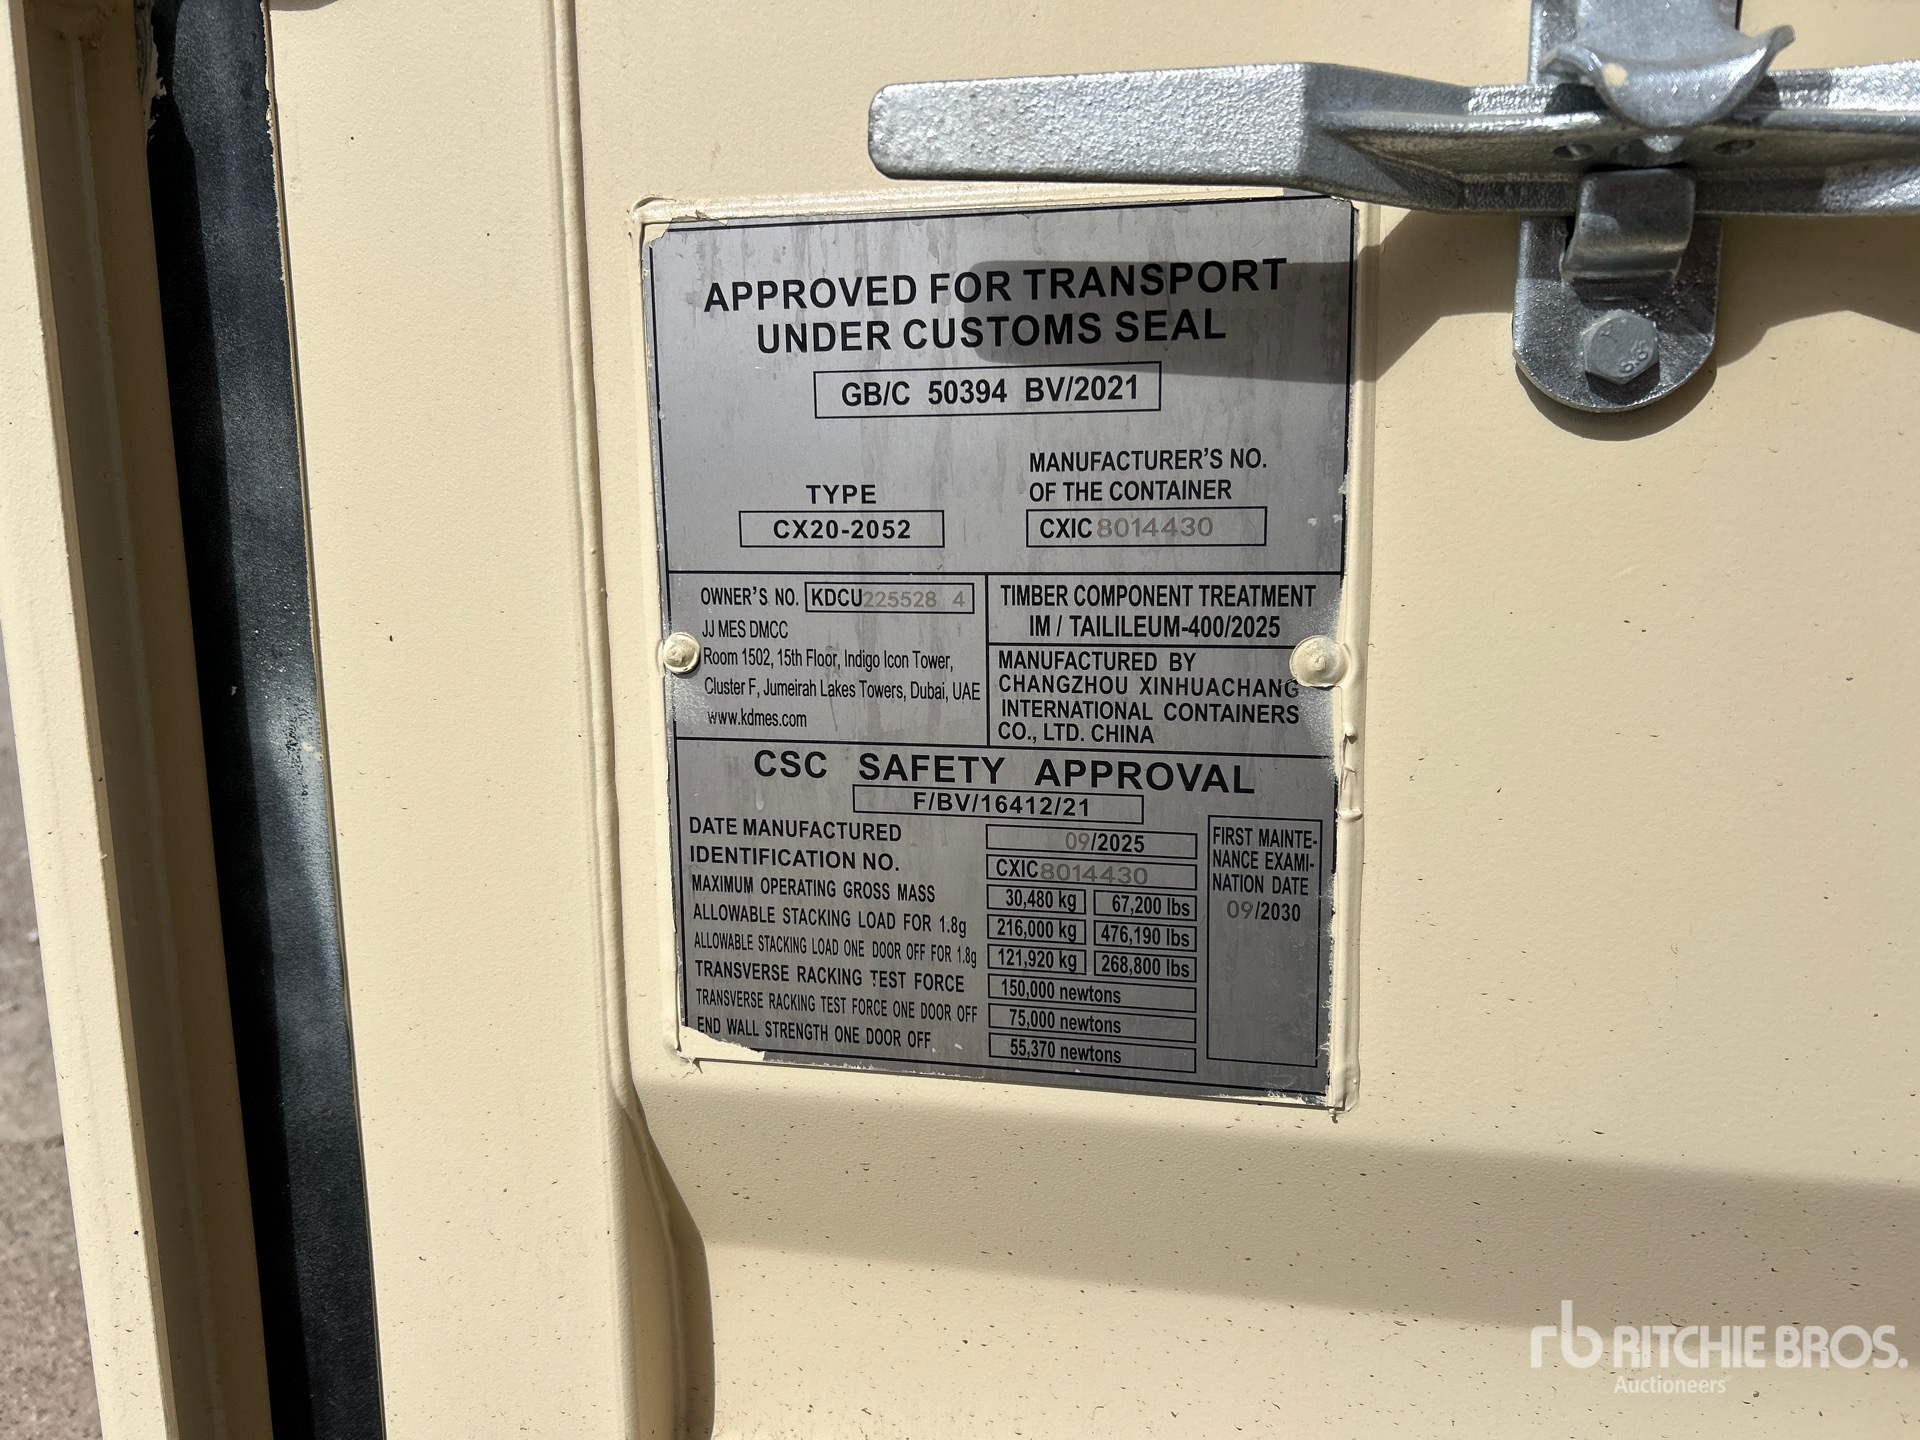 APPROVED FOR TRANSPORT
UNDER CUSTOMS SEAL
GB/C 50394 BV/2021
TYPE
CX20-2052
MANUFACTURER'S NO.
OF THE CONTAINER
CXIC 8014430
OWNER'S NO. KDCU 225528 4
JJ MES DMCC
Room 1502, 15th Floor, Indigo Icon Tower,
Cluster F, Jumeirah Lakes Towers, Dubai, UAE
www.kdmes.com
TIMBER COMPONENT TREATMENT
IM / TAILILEUM-400/2025
MANUFACTURED BY
CHANGZHOU XINHUACHANG
INTERNATIONAL CONTAINERS
CO., LTD. CHINA
CSC SAFETY APPROVAL
F/BV/16412/21
DATE MANUFACTURED 09/2025
IDENTIFICATION NO. CXIC 8014430
MAXIMUM OPERATING GROSS MASS 30,480 kg 67,200 lbs
ALLOWABLE STACKING LOAD FOR 1.8g 216,000 kg 476,190 lbs
ALLOWABLE STACKING LOAD ONE DOOR OFF FOR 1.8g 121,920 kg 268,800 lbs
TRANSVERSE RACKING TEST FORCE 150,000 newtons
TRANSVERSE RACKING TEST FORCE ONE DOOR OFF 75,000 newtons
END WALL STRENGTH ONE DOOR OFF 55,370 newtons
FIRST MAINTE-
NANCE EXAMI-
NATION DATE
09/2030
rb RITCHIE BROS.
Auctioneers